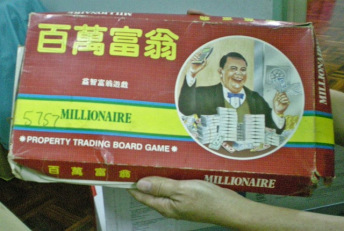 百萬富翁
益智富翁遊戲
5757
MILLIONAIRE
PROPERTY TRADING BOARD GAME
MILLIONAIRE
百萬富翁
MILLIONAIRE